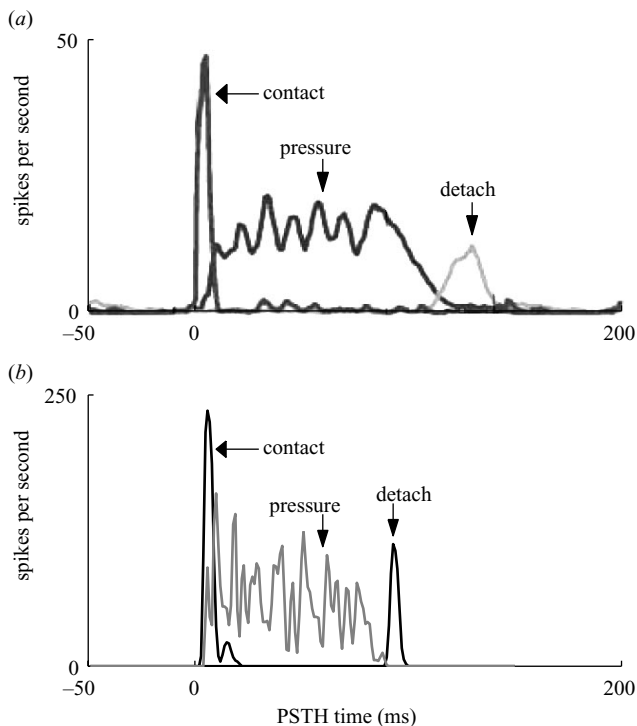 (a)
50
contact
pressure
detach
spikes per second
0
–50
0
200
(b)
250
contact
pressure
detach
spikes per second
0
–50
0
200
PSTH time (ms)